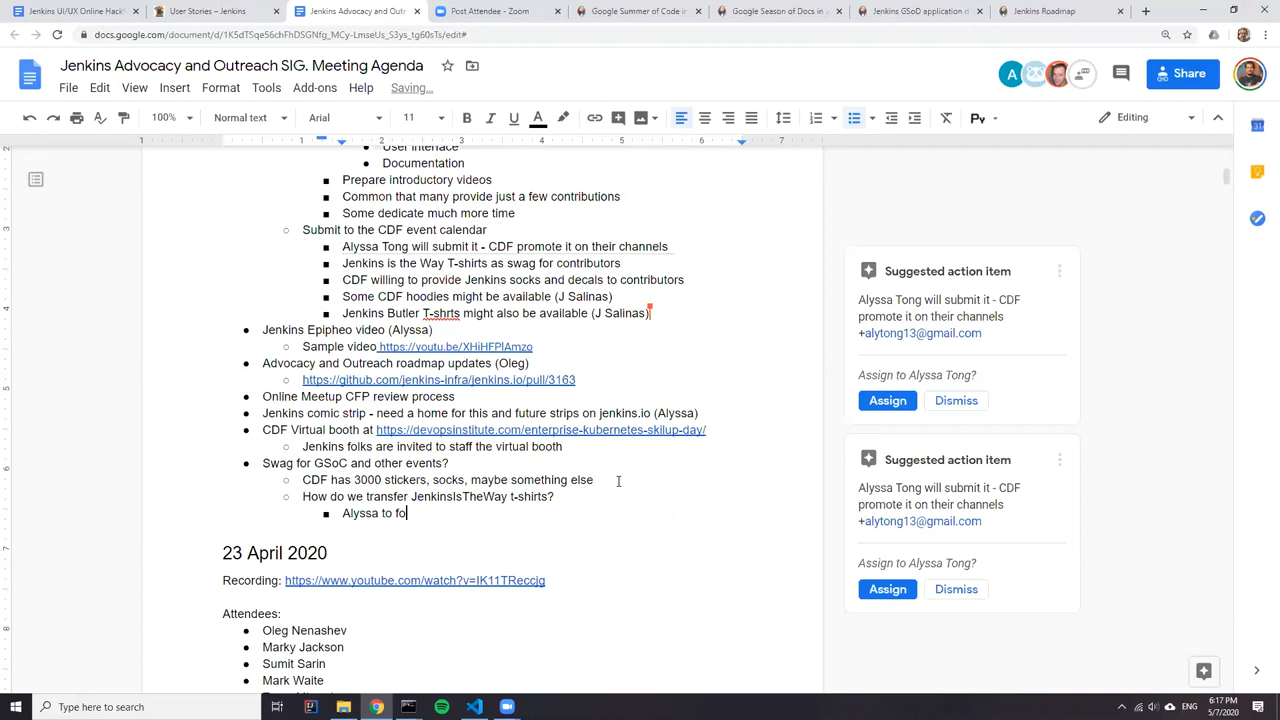 Jenkins UI/UX Online Hack
User Stories – Jenkins
Jenkins Advocacy and Outr
Post Attendee - Zoom
Google Summer of Code in
Google Season of Docs in
Jenkins GSoD application d
Jenkins Roadmap
docs.google.com/document/d/1K5dTSqe56chFhDSGNfg_MCy-LmseUs_S3ys_tg60sTs/edit#
Jenkins Advocacy and Outreach SIG. Meeting Agenda
File Edit View Insert Format Tools Add-ons Help Saving...
A
Share
100% Normal text Arial 11 B I U A Editing
1 1 2 3 4 5 6 7
User interface
Documentation
Prepare introductory videos
Common that many provide just a few contributions
Some dedicate much more time
Submit to the CDF event calendar
Alyssa Tong will submit it - CDF promote it on their channels
Jenkins is the Way T-shirts as swag for contributors
CDF willing to provide Jenkins socks and decals to contributors
Some CDF hoodies might be available (J Salinas)
Jenkins Butler T-shrts might also be available (J Salinas)
Jenkins Epipheo video (Alyssa)
Sample video https://youtu.be/XHiHFPlAmzo
Advocacy and Outreach roadmap updates (Oleg)
https://github.com/jenkins-infra/jenkins.io/pull/3163
Online Meetup CFP review process
Jenkins comic strip - need a home for this and future strips on jenkins.io (Alyssa)
CDF Virtual booth at https://devopsinstitute.com/enterprise-kubernetes-skilup-day/
Jenkins folks are invited to staff the virtual booth
Swag for GSoC and other events?
CDF has 3000 stickers, socks, maybe something else
How do we transfer JenkinsIsTheWay t-shirts?
Alyssa to fo
23 April 2020
Recording: https://www.youtube.com/watch?v=IK11TReccjg
Attendees:
Oleg Nenashev
Marky Jackson
Sumit Sarin
Mark Waite
Suggested action item
Alyssa Tong will submit it - CDF
promote it on their channels
+alytong13@gmail.com
Assign to Alyssa Tong?
Assign Dismiss
Suggested action item
Alyssa Tong will submit it - CDF
promote it on their channels
+alytong13@gmail.com
Assign to Alyssa Tong?
Assign Dismiss
Type here to search
ENG
6:17 PM
5/7/2020